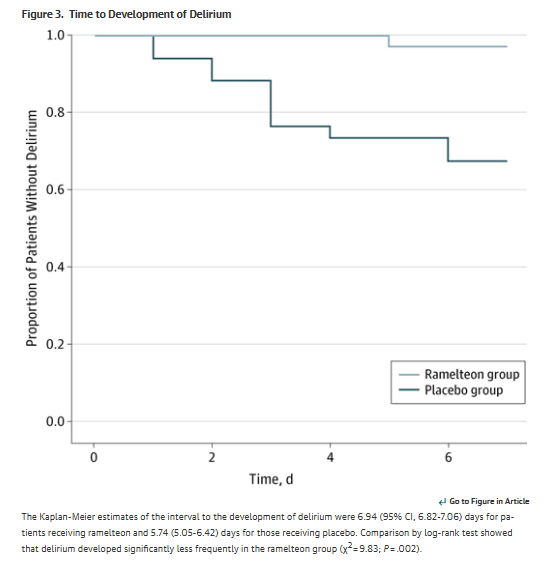 Figure 3. Time to Development of Delirium
1.0
0.8
0.6
0.4
0.2
0.0
Proportion of Patients Without Delirium
Ramelteon group
Placebo group
0 2 4 6
Time, d
↵ Go to Figure in Article
The Kaplan-Meier estimates of the interval to the development of delirium were 6.94 (95% CI, 6.82-7.06) days for pa-
tients receiving ramelteon and 5.74 (5.05-6.42) days for those receiving placebo. Comparison by log-rank test showed
that delirium developed significantly less frequently in the ramelteon group (χ²=9.83; P=.002).